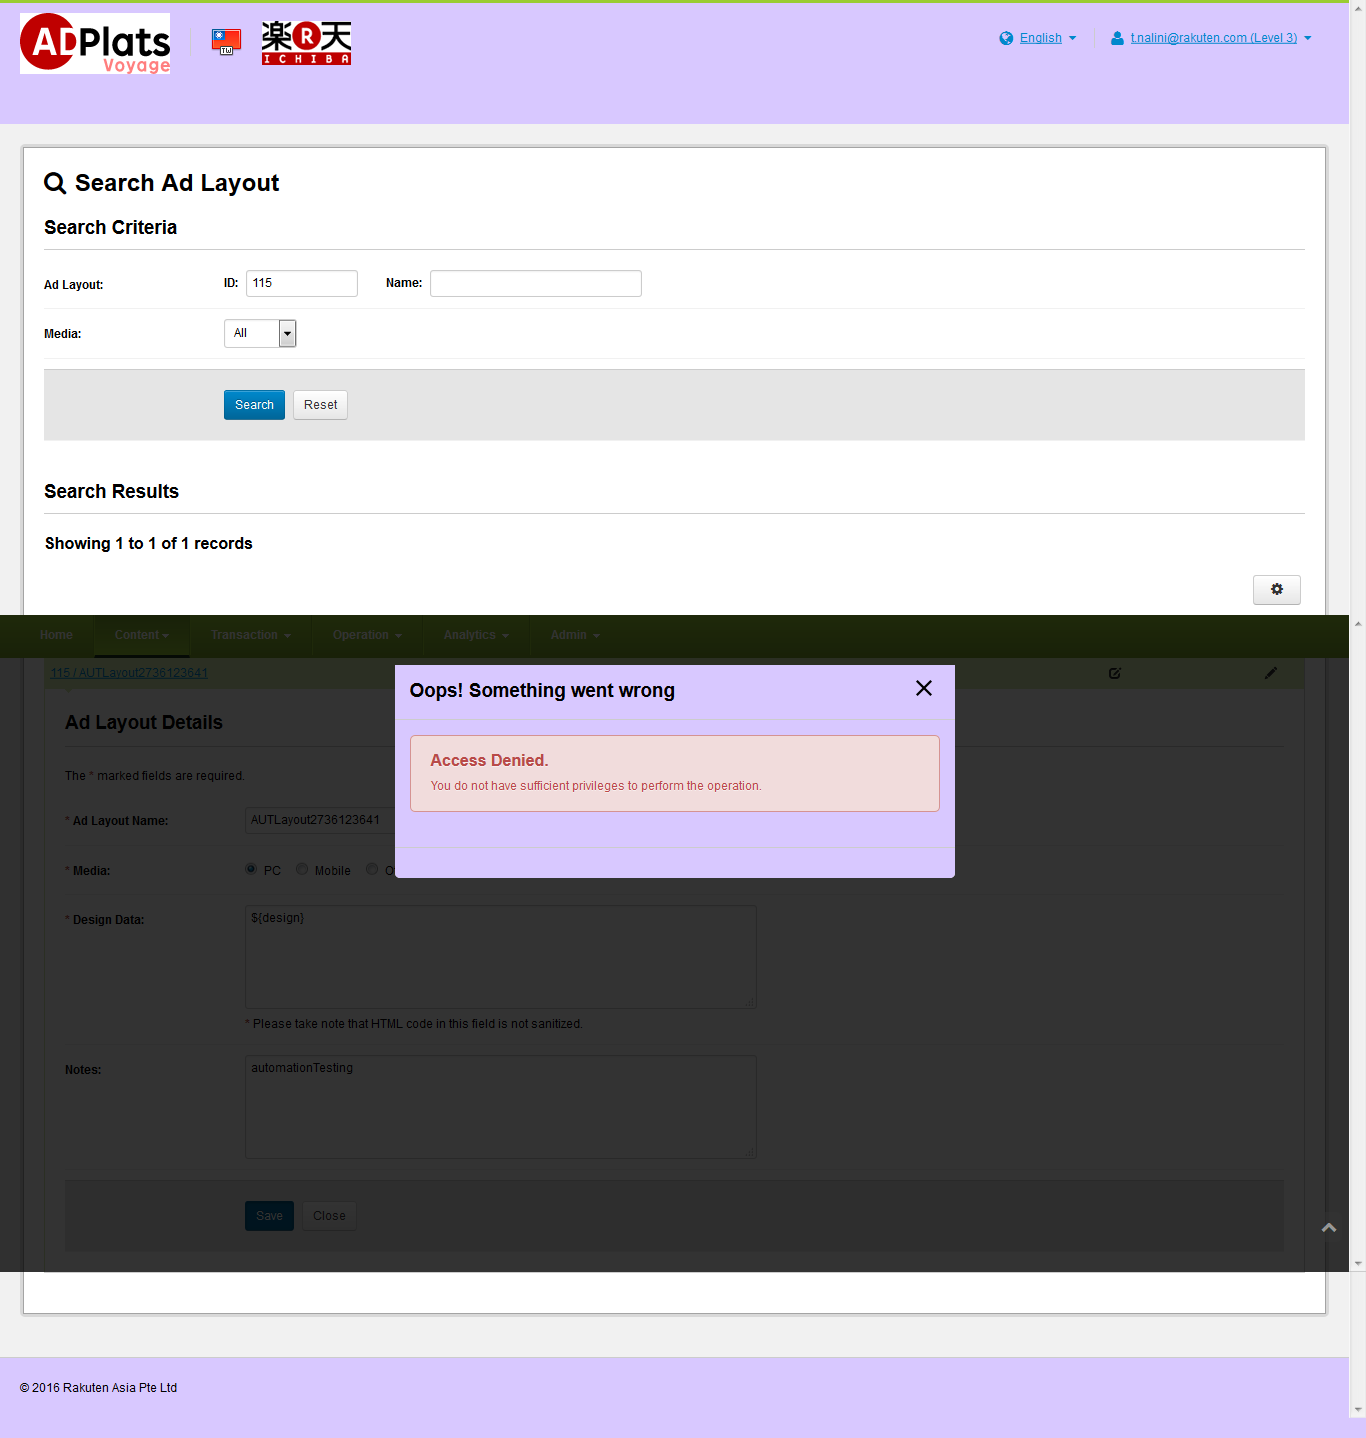 ADPlats
Voyage
TW
楽R天
ICHIBA
English
t.nalini@rakuten.com (Level 3)
Search Ad Layout
Search Criteria
Ad Layout: ID: 115 Name:
Media: All
Search Reset
Search Results
Showing 1 to 1 of 1 records
Home Content Transaction Operation Analytics Admin
115 / AUTLayout2736123641
Oops! Something went wrong
Access Denied.
You do not have sufficient privileges to perform the operation.
Ad Layout Details
The * marked fields are required.
* Ad Layout Name: AUTLayout2736123641
* Media: PC Mobile
* Design Data: ${design}
* Please take note that HTML code in this field is not sanitized.
Notes: automationTesting
Save Close
© 2016 Rakuten Asia Pte Ltd